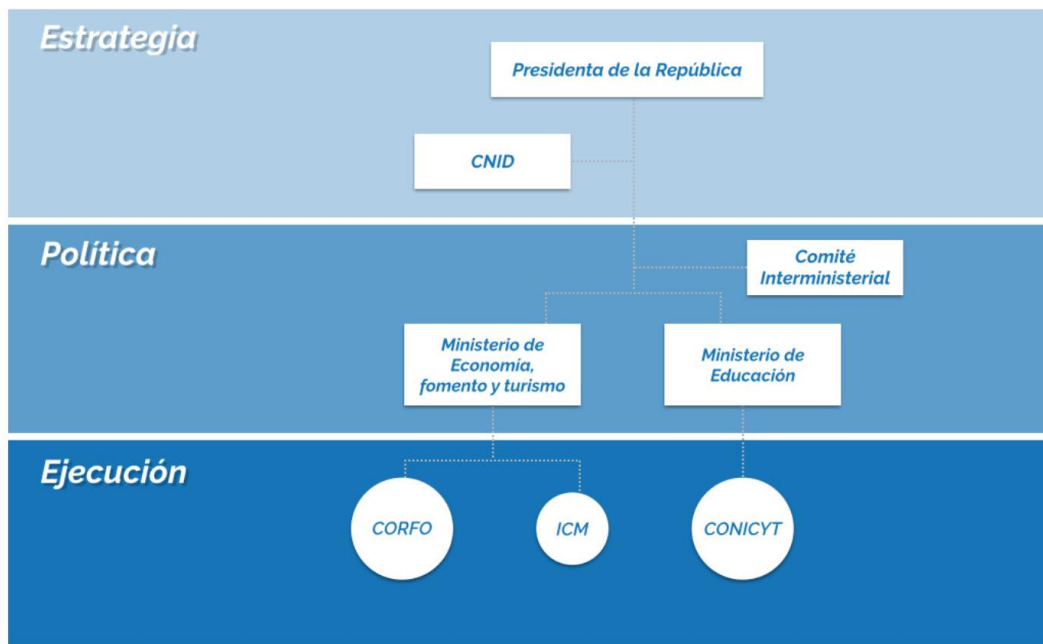 Estrategia
Presidenta de la República
CNID
Política
Comité
Interministerial
Ministerio de
Economía,
fomento y turismo
Ministerio de
Educación
Ejecución
CORFO
ICM
CONICYT